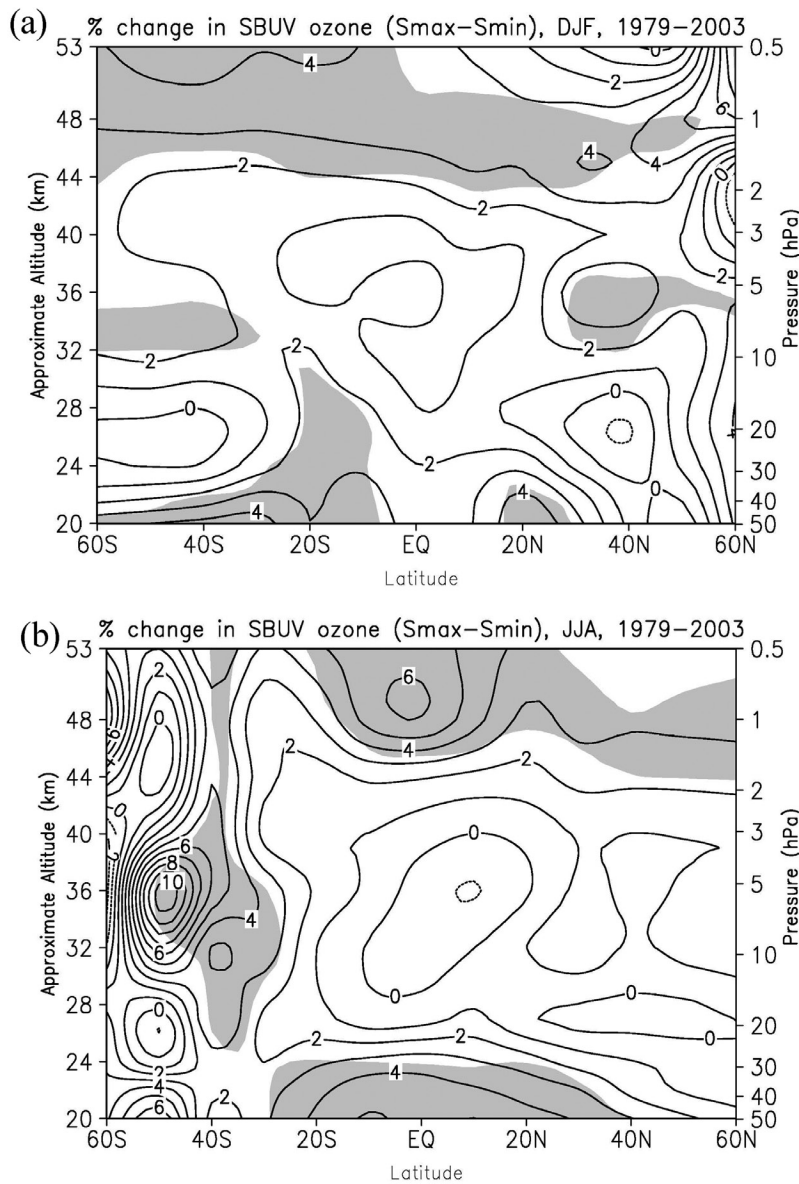 (a)
% change in SBUV ozone (Smax−Smin), DJF, 1979−2003
53 0.5
48 1
44 2
40 3
36 5
32 10
28 20
24 30
40
20 50
Approximate Altitude (km)
Pressure (hPa)
4 2 0 6
4 4
2 2 0
2
2 2 2
0 0
2
4 4 0
60S 40S 20S EQ 20N 40N 60N
Latitude
(b)
% change in SBUV ozone (Smax−Smin), JJA, 1979−2003
53 0.5
48 1
44 2
40 3
36 5
32 10
28 20
24 30
40
20 50
Approximate Altitude (km)
Pressure (hPa)
2 6
0
2 4 2
0 6 0
8
10
4
6
0 0 0
2 2 0
2 4
4
6 2
60S 40S 20S EQ 20N 40N 60N
Latitude